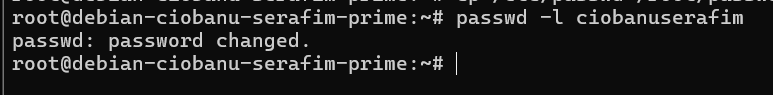 root@debian-ciobanu-serafim-prime:~# passwd -l ciobanuserafim
passwd: password changed.
root@debian-ciobanu-serafim-prime:~#